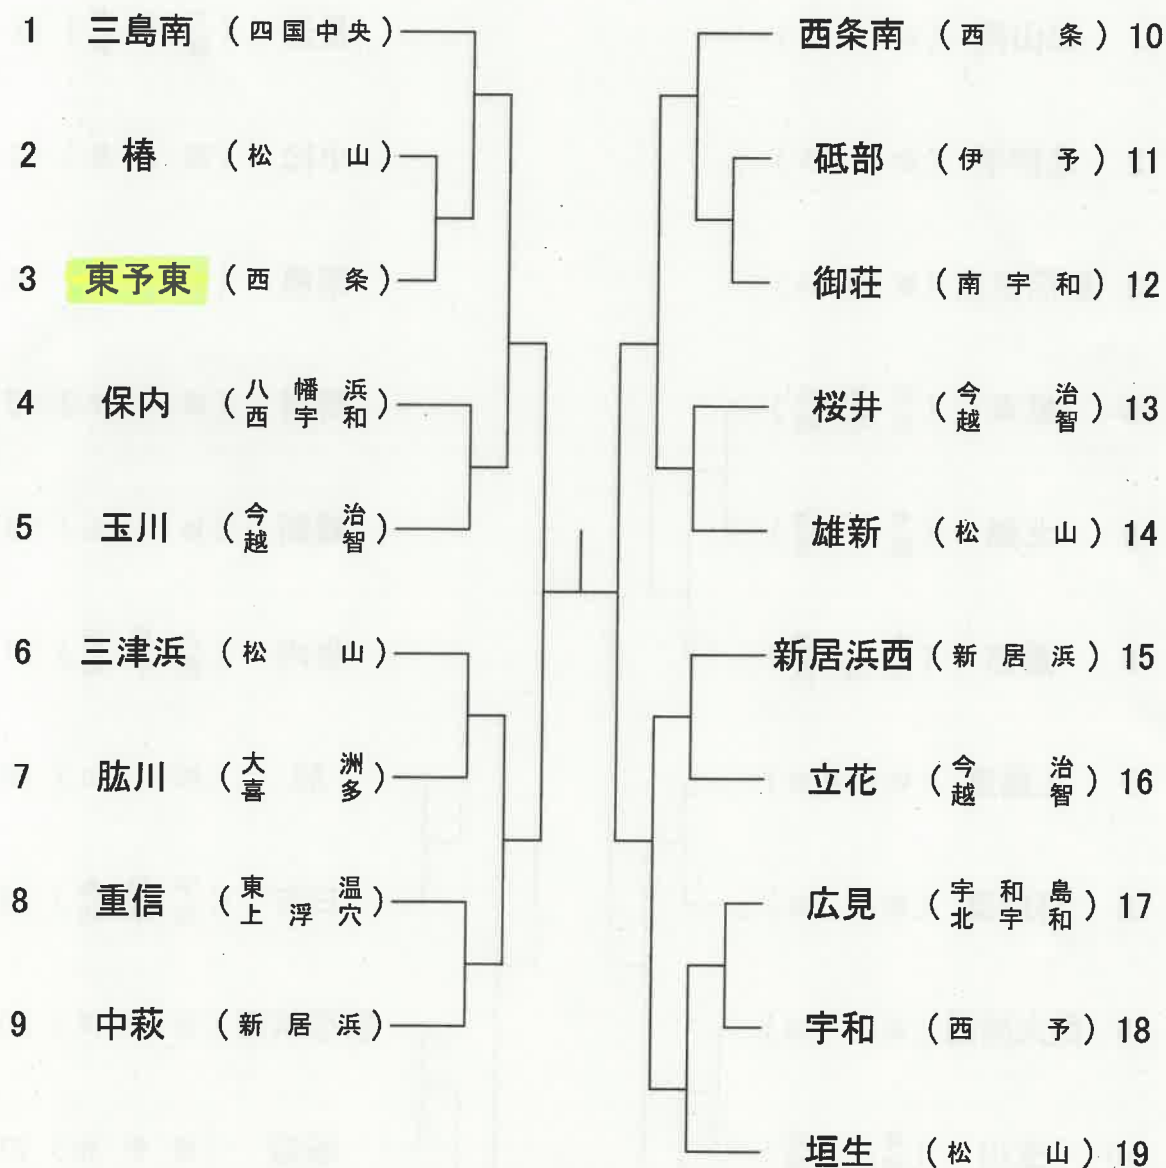 1 三島南 (四国中央)
2 椿 (松山)
3 東予東 (西条)
4 保内 (八幡浜 西宇和)
5 玉川 (今治 越智)
6 三津浜 (松山)
7 肱川 (大洲 喜多)
8 重信 (東温 上浮穴)
9 中萩 (新居浜)
西条南 (西条) 10
砥部 (伊予) 11
御荘 (南宇和) 12
桜井 (今治 越智) 13
雄新 (松山) 14
新居浜西 (新居浜) 15
立花 (今治 越智) 16
広見 (宇和島 北宇和) 17
宇和 (西予) 18
垣生 (松山) 19